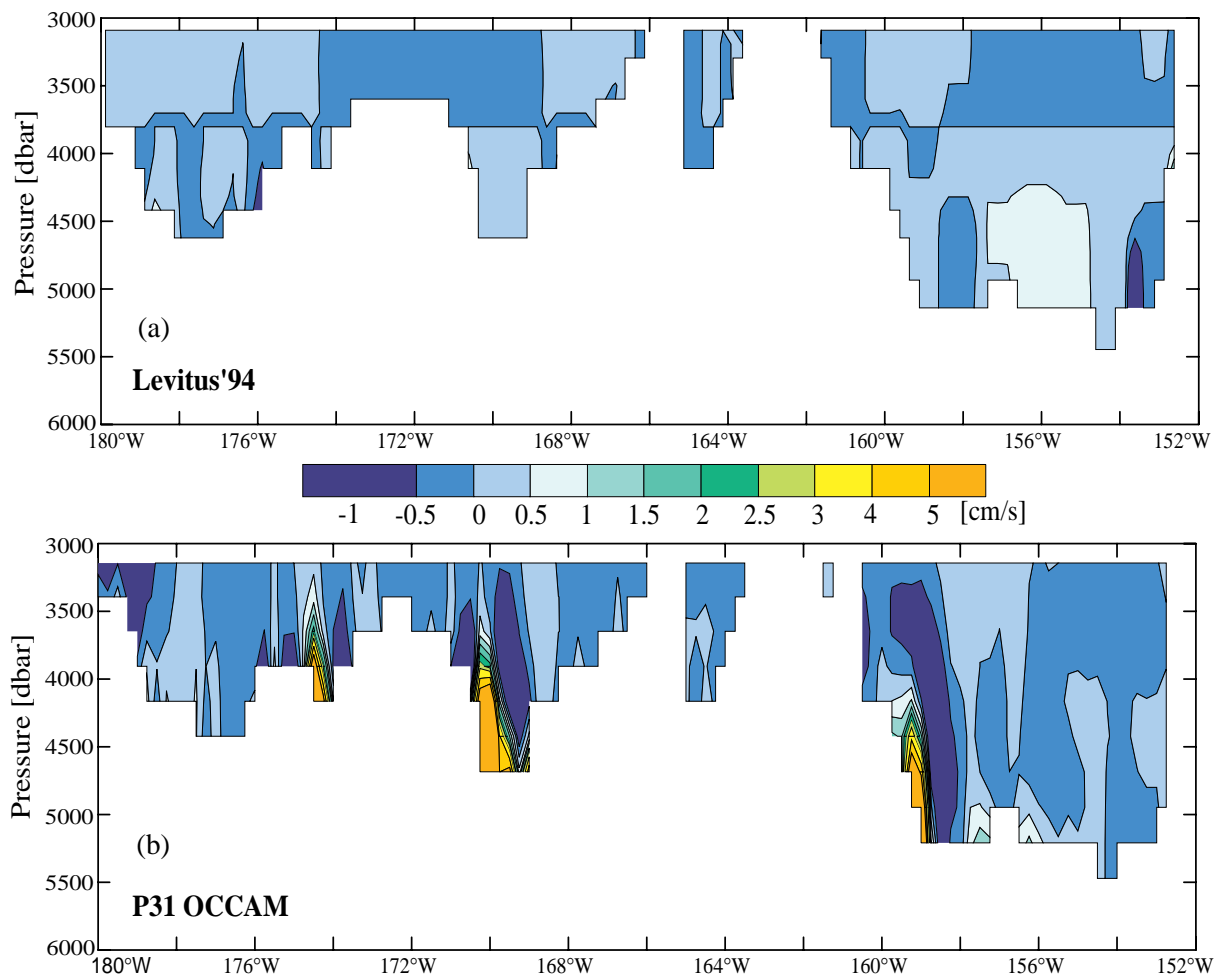 3000
3500
4000
4500
5000
5500
6000
Pressure [dbar]
(a)
Levitus'94
180°W 176°W 172°W 168°W 164°W 160°W 156°W 152°W
-1 -0.5 0 0.5 1 1.5 2 2.5 3 4 5 [cm/s]
3000
3500
4000
4500
5000
5500
6000
Pressure [dbar]
(b)
P31 OCCAM
180°W 176°W 172°W 168°W 164°W 160°W 156°W 152°W